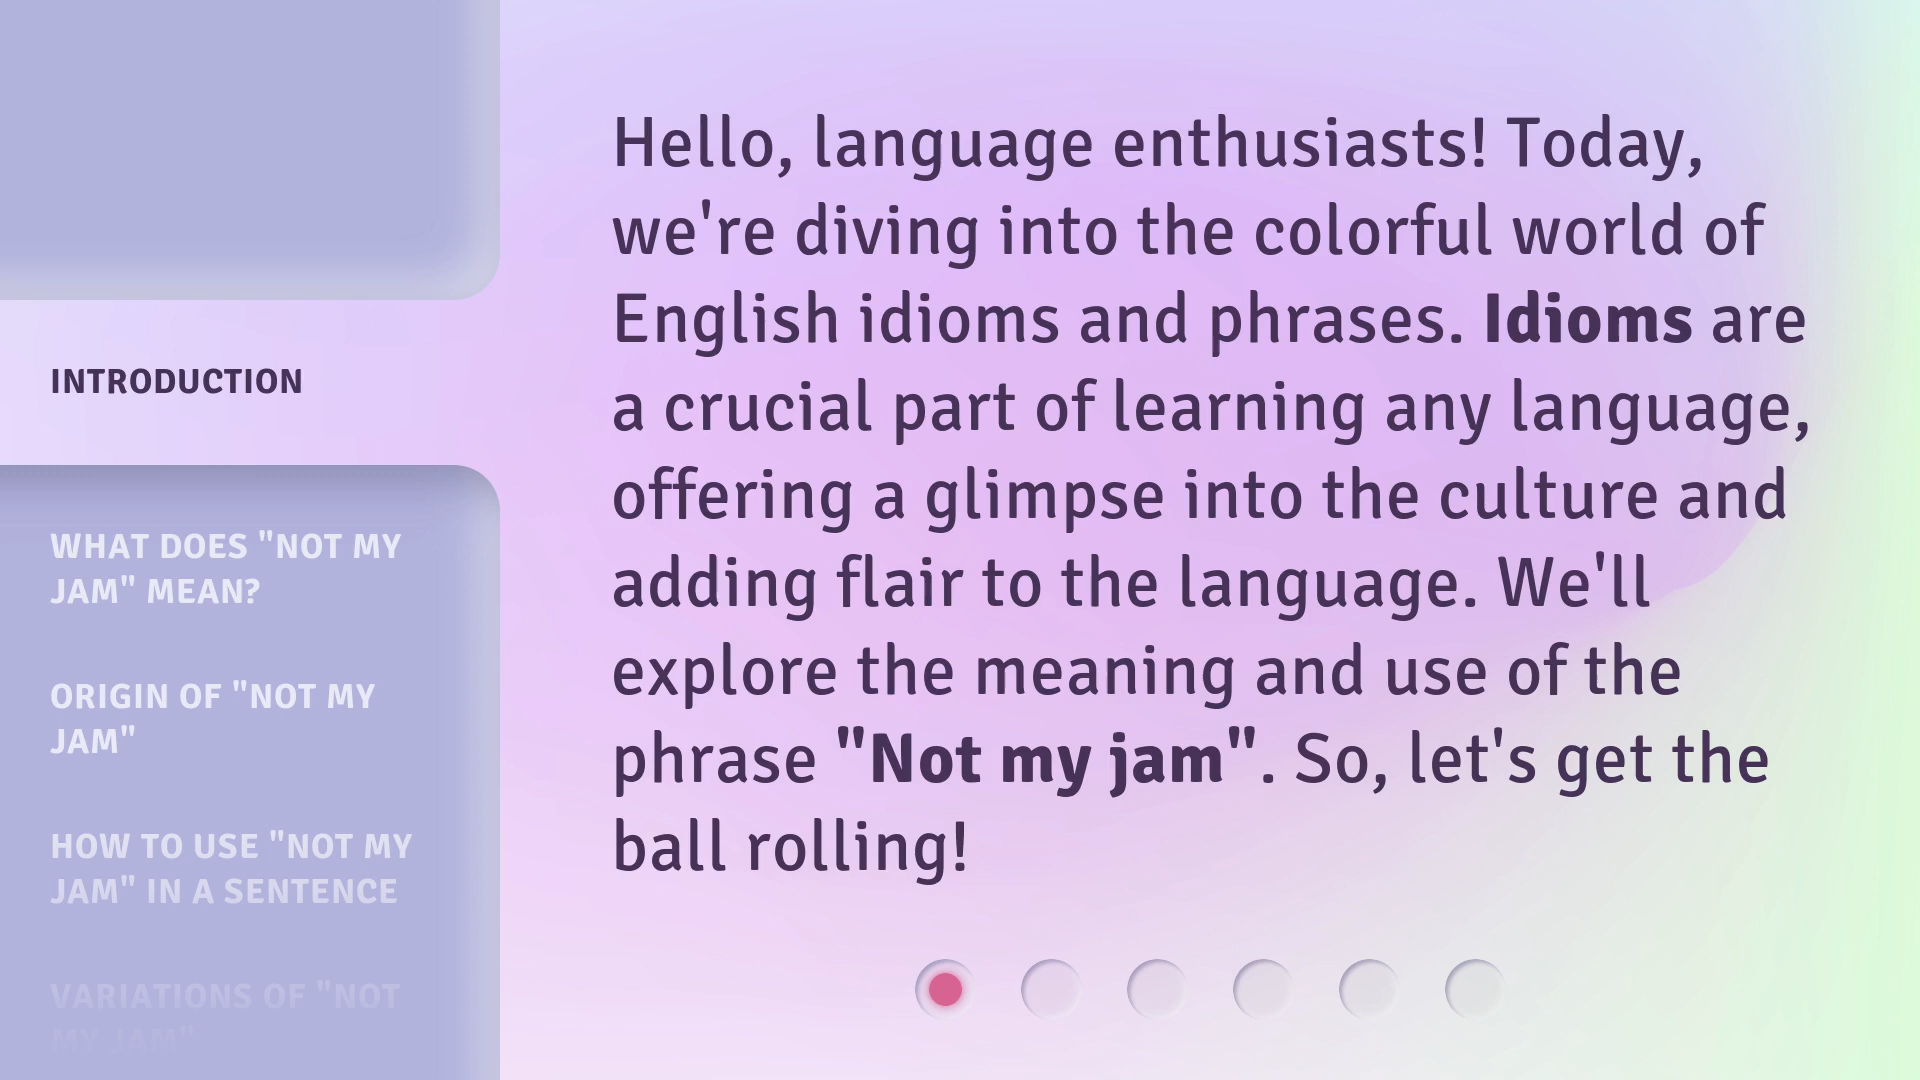 INTRODUCTION
WHAT DOES "NOT MY
JAM" MEAN?
ORIGIN OF "NOT MY
JAM"
HOW TO USE "NOT MY
JAM" IN A SENTENCE
VARIATIONS OF "NOT
MY JAM"
Hello, language enthusiasts! Today,
we're diving into the colorful world of
English idioms and phrases. Idioms are
a crucial part of learning any language,
offering a glimpse into the culture and
adding flair to the language. We'll
explore the meaning and use of the
phrase "Not my jam". So, let's get the
ball rolling!